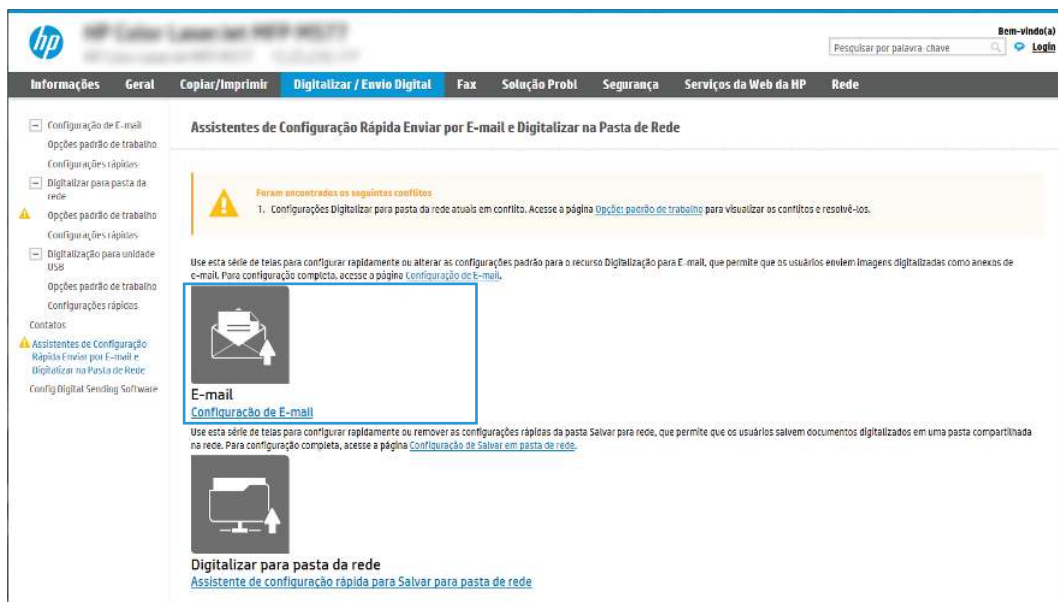 hp
Bem-vindo(a)
Pesquisar por palavra-chave
Login
Informações Geral Copiar/Imprimir Digitalizar / Envio Digital Fax Solução Probl Segurança Serviços da Web da HP Rede
Configuração de E-mail
Opções padrão de trabalho
Configurações rápidas
Digitalizar para pasta da
rede
Opções padrão de trabalho
Configurações rápidas
Digitalização para unidade
USB
Opções padrão de trabalho
Configurações rápidas
Contatos
Assistentes de Configuração
Rápida Enviar por E-mail e
Digitalizar na Pasta de Rede
Config Digital Sending Software
Assistentes de Configuração Rápida Enviar por E-mail e Digitalizar na Pasta de Rede
Foram encontrados os seguintes conflitos
1. Configurações Digitalizar para pasta da rede atuais em conflito. Acesse a página Opções padrão de trabalho para visualizar os conflitos e resolvê-los.
Use esta série de telas para configurar rapidamente ou alterar as configurações padrão para o recurso Digitalização para E-mail, que permite que os usuários enviem imagens digitalizadas como anexos de
e-mail. Para configuração completa, acesse a página Configuração de E-mail.
E-mail
Configuração de E-mail
Use esta série de telas para configurar rapidamente ou remover as configurações rápidas da pasta Salvar para rede, que permite que os usuários salvem documentos digitalizados em uma pasta compartilhada
na rede. Para configuração completa, acesse a página Configuração de Salvar em pasta de rede.
Digitalizar para pasta da rede
Assistente de configuração rápida para Salvar para pasta de rede